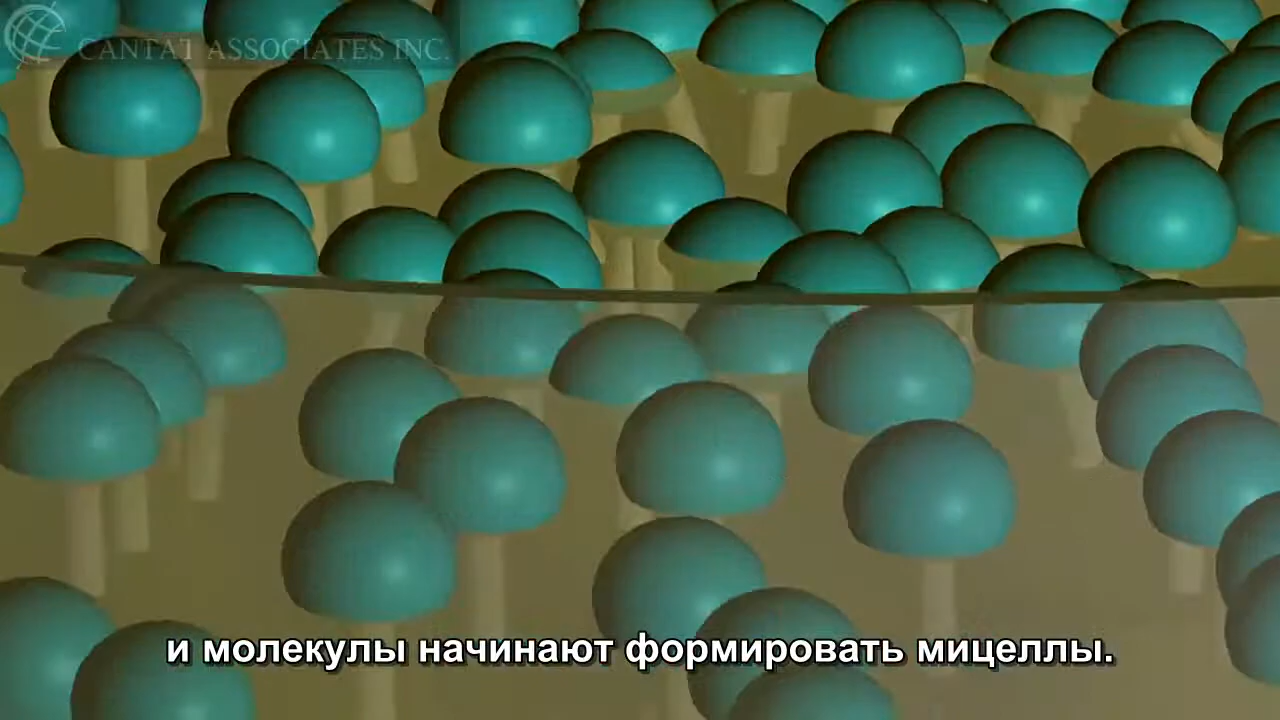 CANTAT ASSOCIATES INC.
и молекулы начинают формировать мицеллы.